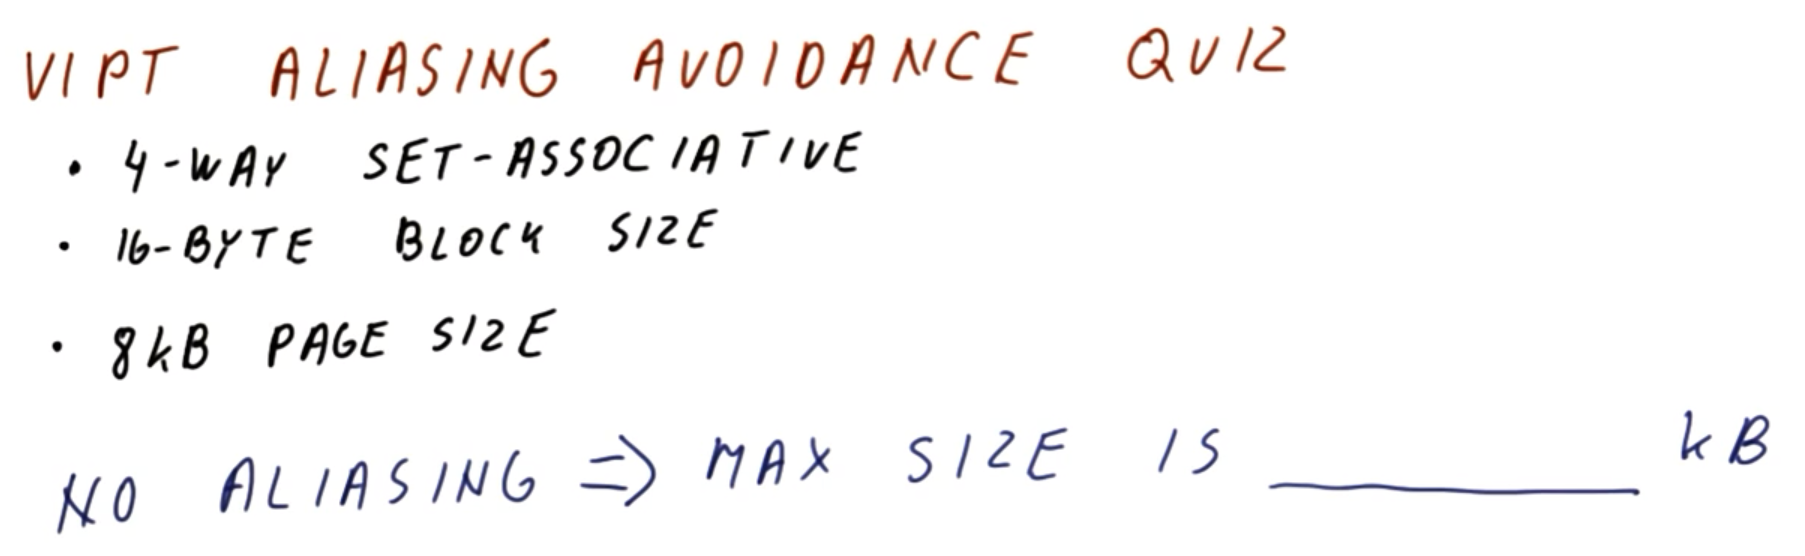 VIPT ALIASING AVOIDANCE QUIZ
• 4-WAY SET-ASSOCIATIVE
• 16-BYTE BLOCK SIZE
• 8kB PAGE SIZE
NO ALIASING => MAX SIZE IS ________ kB